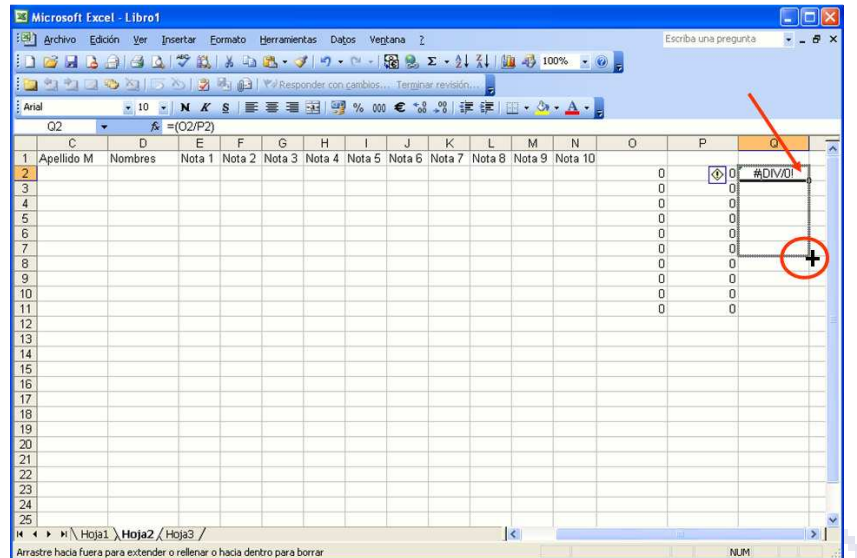 Microsoft Excel - Libro1
Archivo Edición Ver Insertar Formato Herramientas Datos Ventana ? Escriba una pregunta
100%
Responder con cambios... Terminar revisión...
Arial 10 N K S % 000 €
Q2 fx =(O2/P2)
C D E F G H I J K L M N O P Q
1 Apellido M Nombres Nota 1 Nota 2 Nota 3 Nota 4 Nota 5 Nota 6 Nota 7 Nota 8 Nota 9 Nota 10
2 0 0 #¡DIV/0!
3 0 0
4 0 0
5 0 0
6 0 0
7 0 0
8 0 0
9 0 0
10 0 0
11 0 0
12
13
14
15
16
17
18
19
20
21
22
23
24
25
Hoja1 Hoja2 Hoja3
Arrastre hacia fuera para extender o rellenar o hacia dentro para borrar NUM